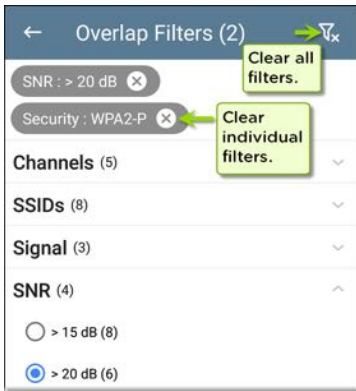 Overlap Filters (2)
Clear all
filters.
SNR : > 20 dB
Security : WPA2-P
Clear
individual
filters.
Channels (5)
SSIDs (8)
Signal (3)
SNR (4)
> 15 dB (8)
> 20 dB (6)